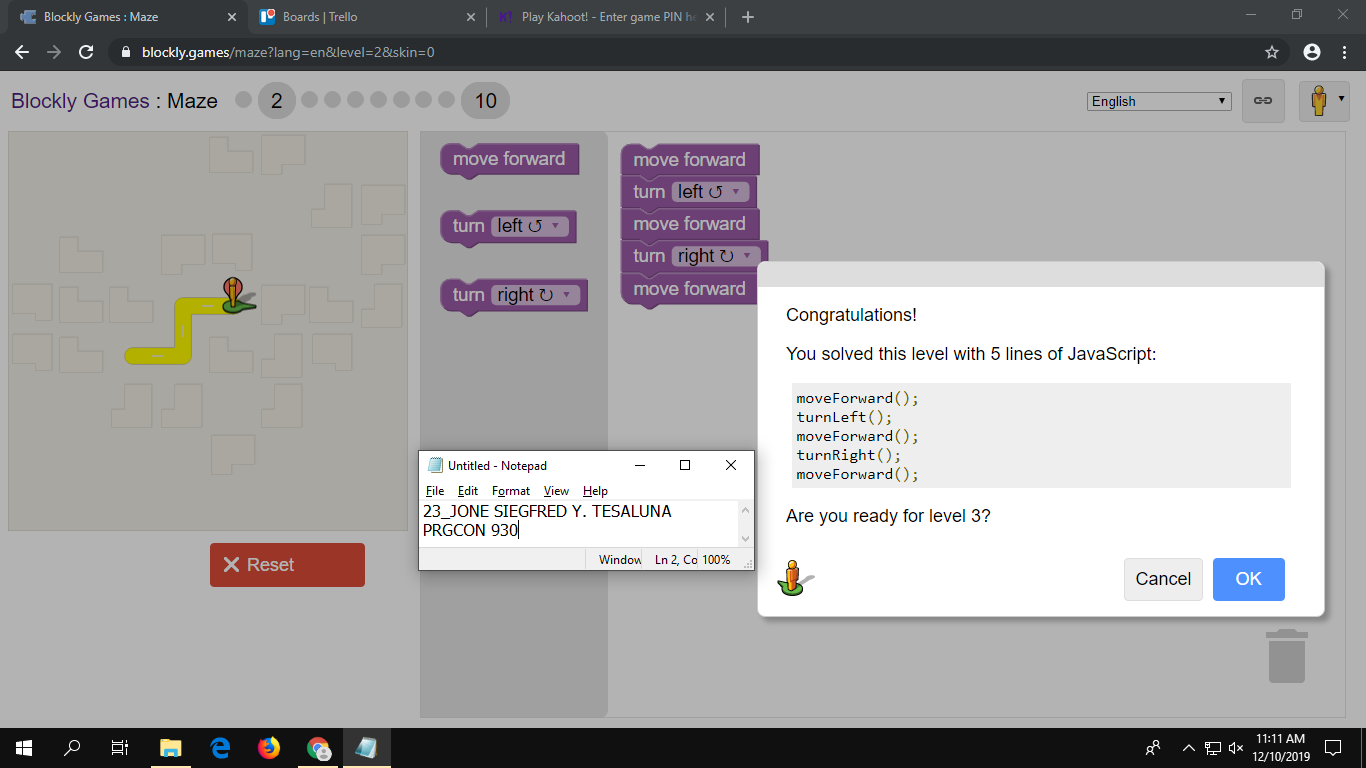 Blockly Games : Maze
Boards | Trello
Play Kahoot! - Enter game PIN he
blockly.games/maze?lang=en&level=2&skin=0
Blockly Games : Maze
2
10
English
move forward
turn left ↺
turn right ↻
move forward
turn left ↺
move forward
turn right ↻
move forward
Reset
Congratulations!
You solved this level with 5 lines of JavaScript:
moveForward();
turnLeft();
moveForward();
turnRight();
moveForward();
Are you ready for level 3?
Cancel
OK
Untitled - Notepad
File Edit Format View Help
23_JONE SIEGFRED Y. TESALUNA
PRGCON 930
Window Ln 2, Co 100%
11:11 AM
12/10/2019